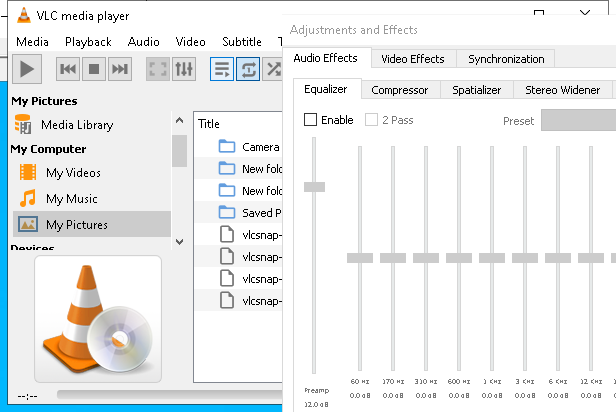 VLC media player
Media Playback Audio Video Subtitle
My Pictures
Media Library
My Computer
My Videos
My Music
My Pictures
Devices
--:--
Title
Camera
New fol
New fol
Saved P
vlcsnap-
vlcsnap-
vlcsnap-
vlcsnap-
Adjustments and Effects
Audio Effects Video Effects Synchronization
Equalizer Compressor Spatializer Stereo Widener
Enable 2 Pass Preset
60 Hz 170 Hz 310 Hz 600 Hz 1 KHz 3 KHz 6 KHz 12 KHz
Preamp 0.0 dB 0.0 dB 0.0 dB 0.0 dB 0.0 dB 0.0 dB 0.0 dB 0.0 dB
12.0 dB